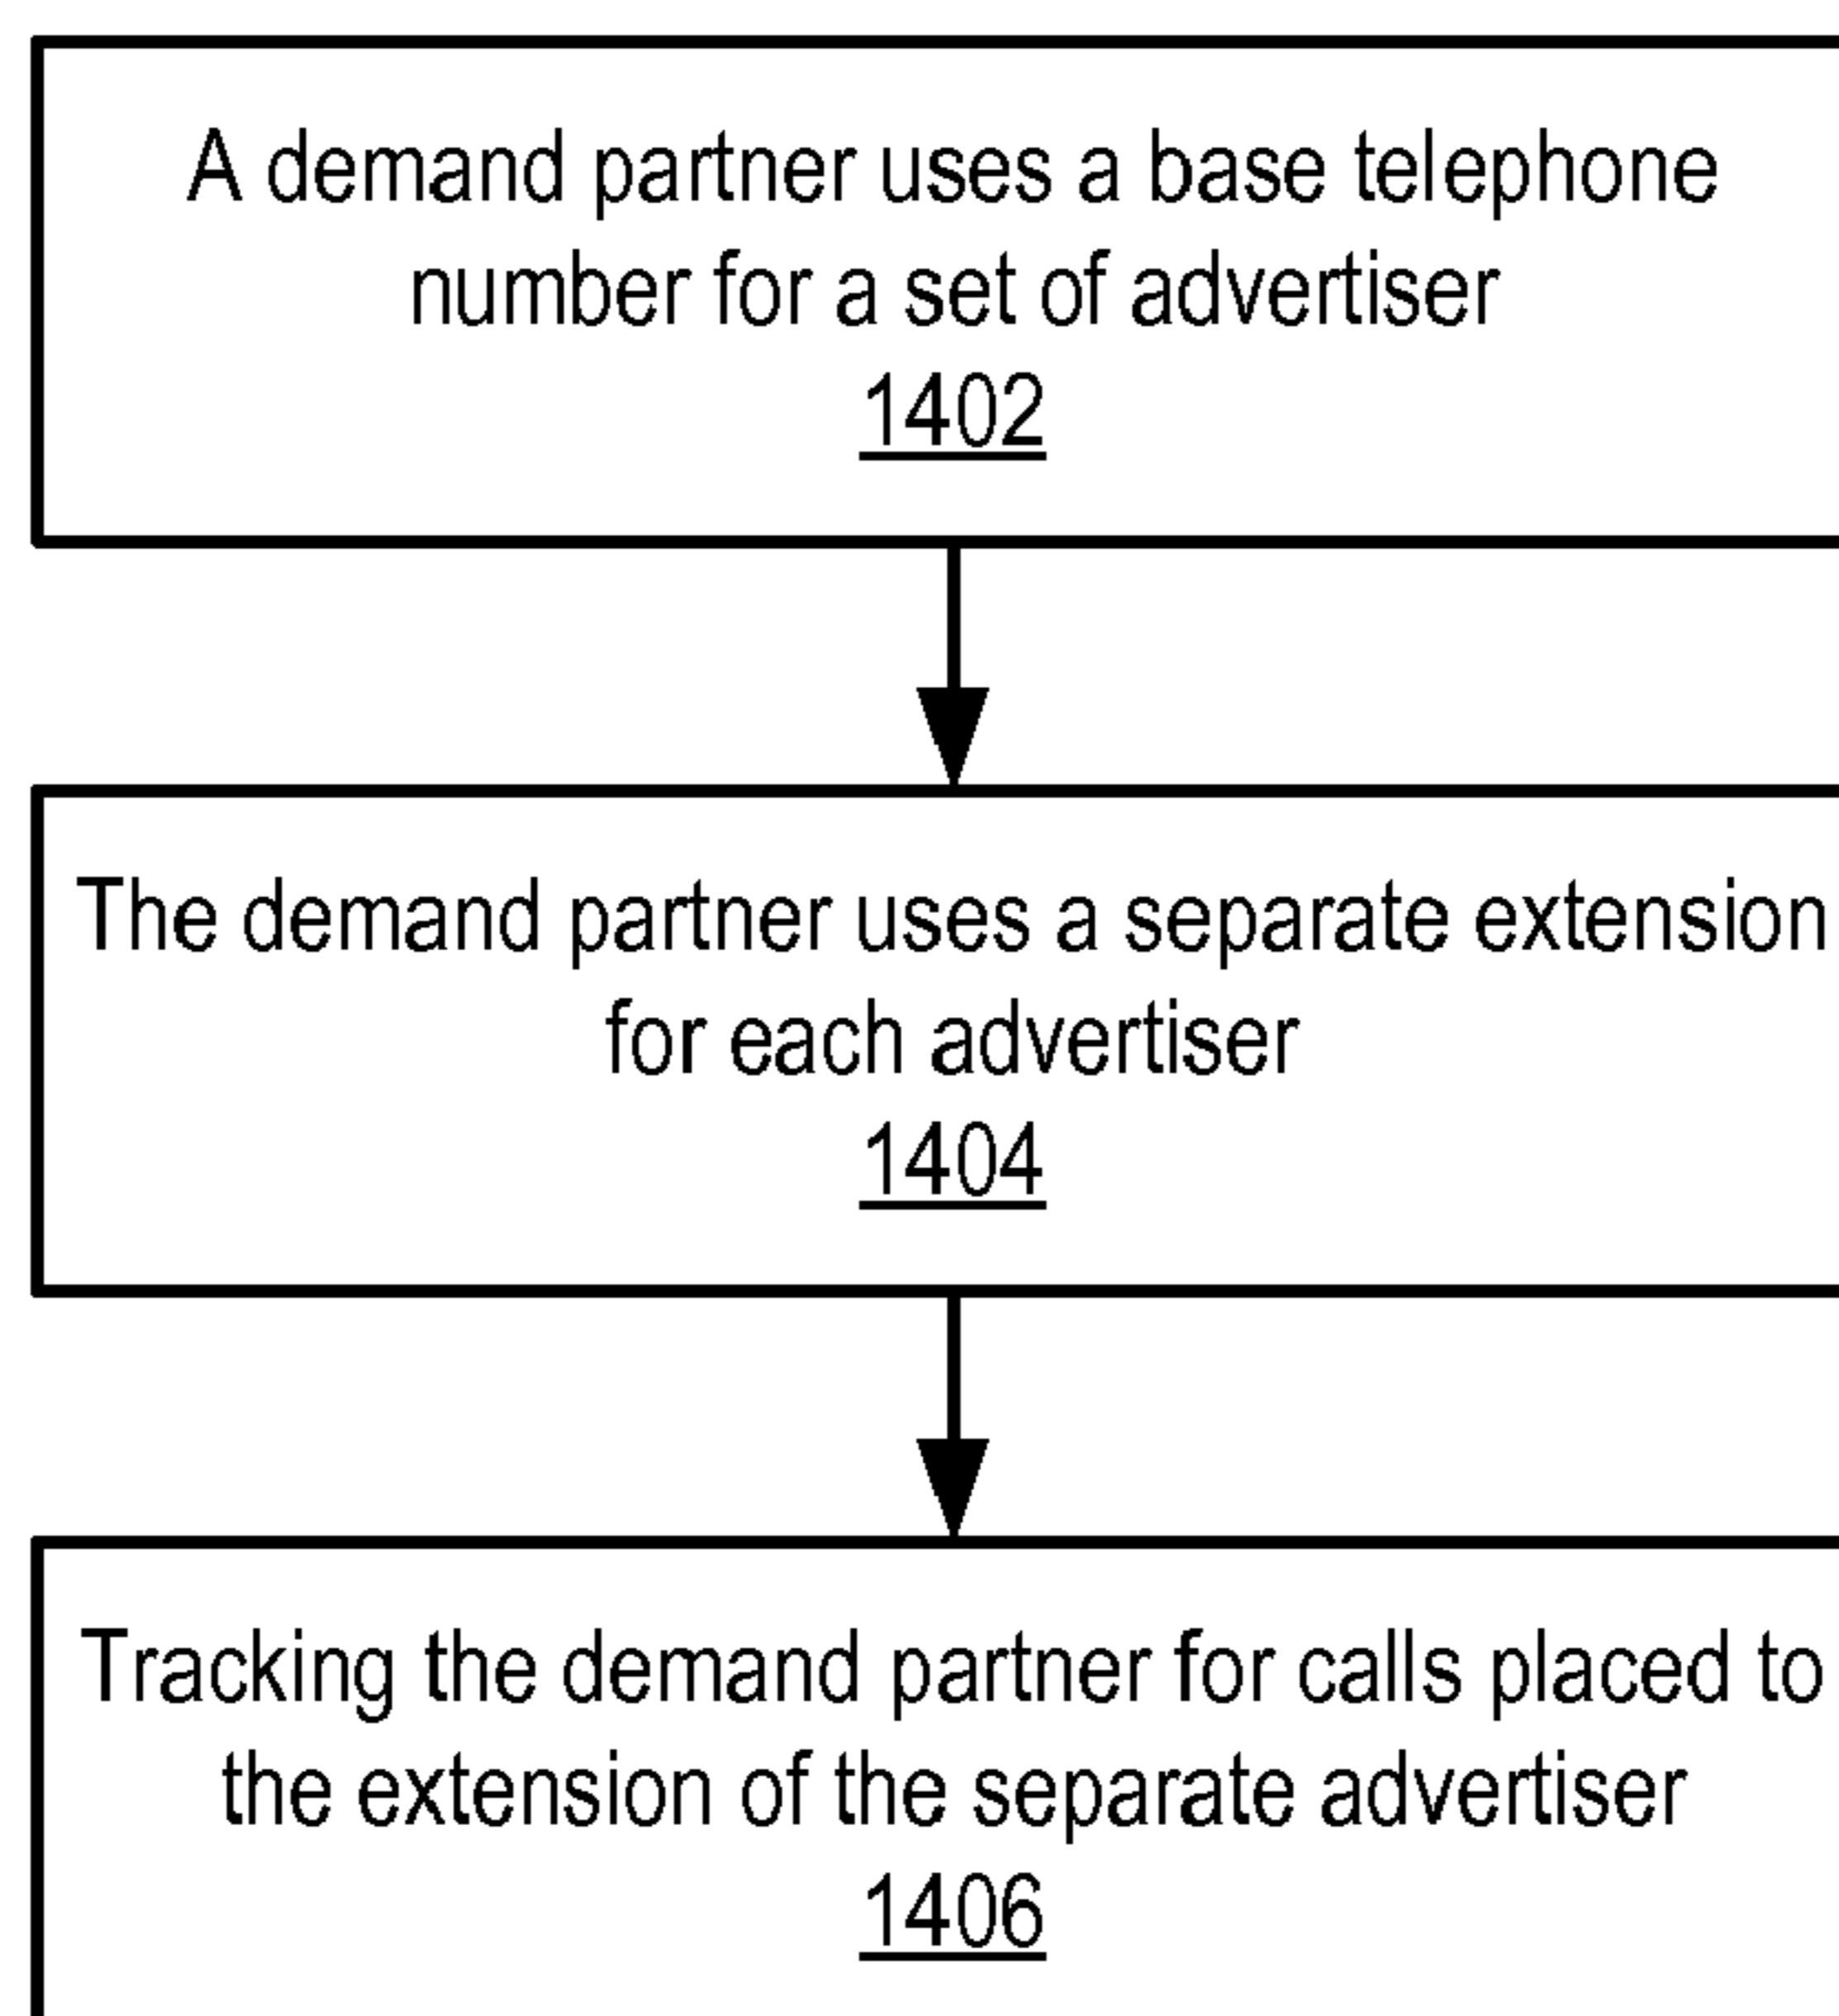 A demand partner uses a base telephone
number for a set of advertiser
1402
The demand partner uses a separate extension
for each advertiser
1404
Tracking the demand partner for calls placed to
the extension of the separate advertiser
1406